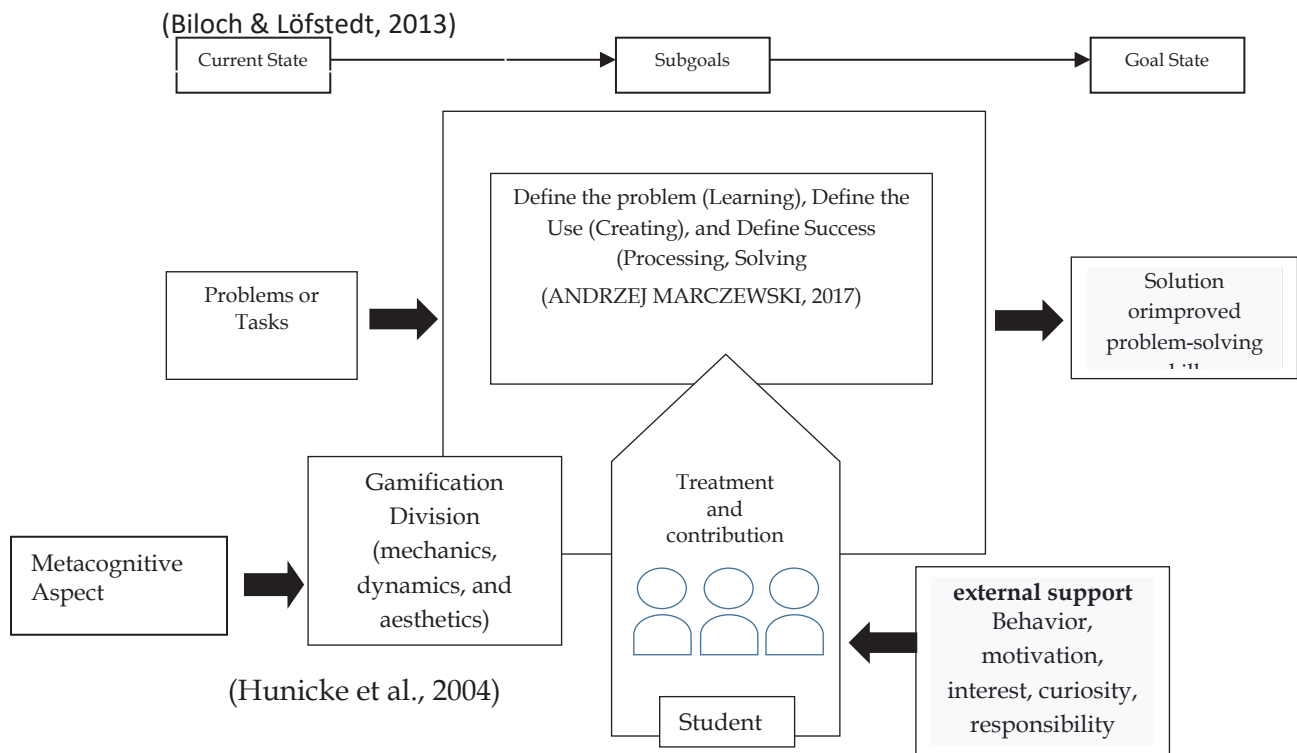 (Biloch & Löfstedt, 2013)
Current State
Subgoals
Goal State
Define the problem (Learning), Define the
Use (Creating), and Define Success
(Processing, Solving
(ANDRZEJ MARCZEWSKI, 2017)
Problems or
Tasks
Solution
orimproved
problem-solving
Gamification
Division
(mechanics,
dynamics, and
aesthetics)
Treatment
and
contribution
Metacognitive
Aspect
external support
Behavior,
motivation,
interest, curiosity,
responsibility
(Hunicke et al., 2004)
Student